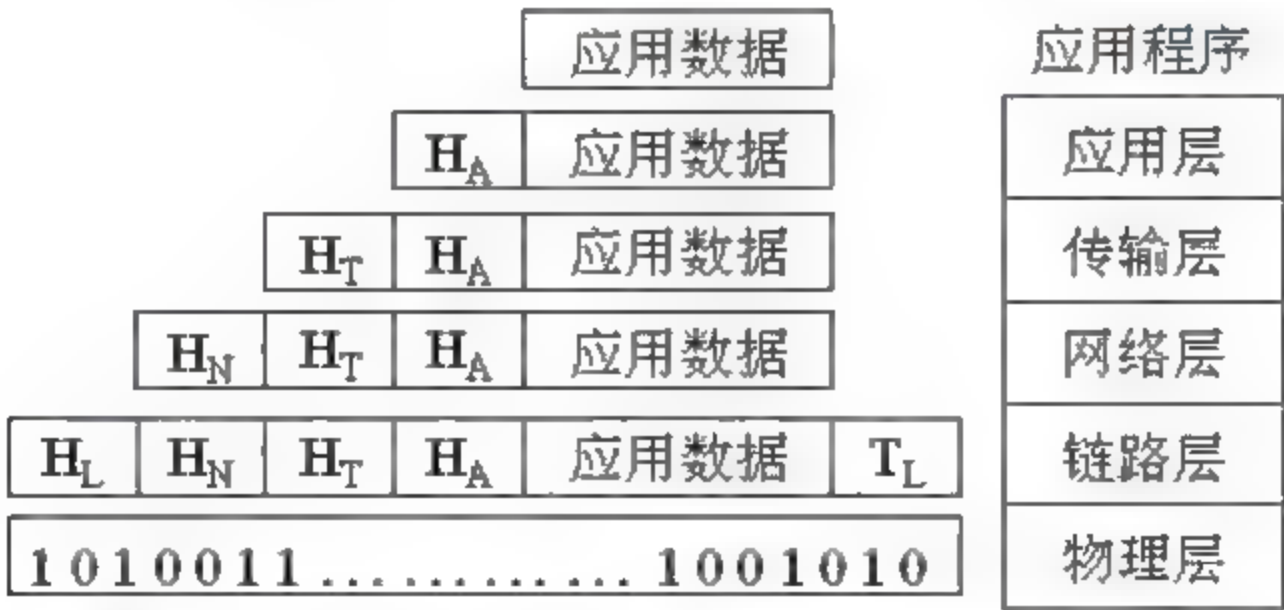 应用数据 应用程序
H_A 应用数据 应用层
H_T H_A 应用数据 传输层
H_N H_T H_A 应用数据 网络层
H_L H_N H_T H_A 应用数据 T_L 链路层
1010011............1001010 物理层